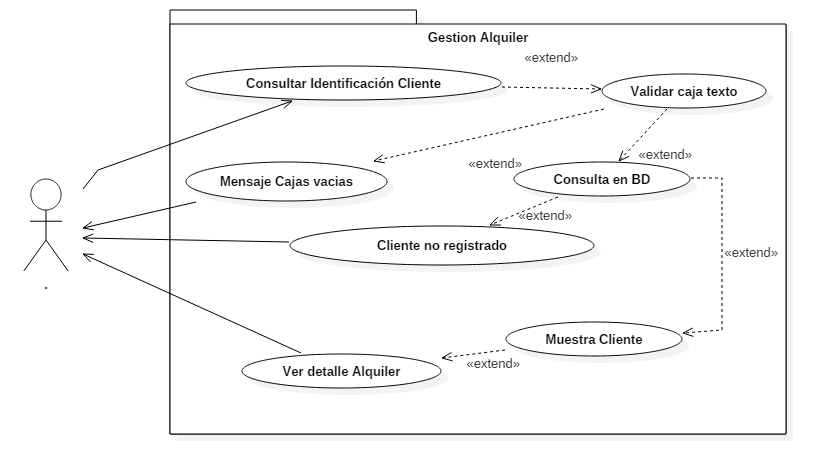 Gestion Alquiler
«extend»
Consultar Identificación Cliente
Validar caja texto
«extend»
«extend»
Mensaje Cajas vacias
Consulta en BD
«extend»
Cliente no registrado
«extend»
Muestra Cliente
«extend»
Ver detalle Alquiler
.